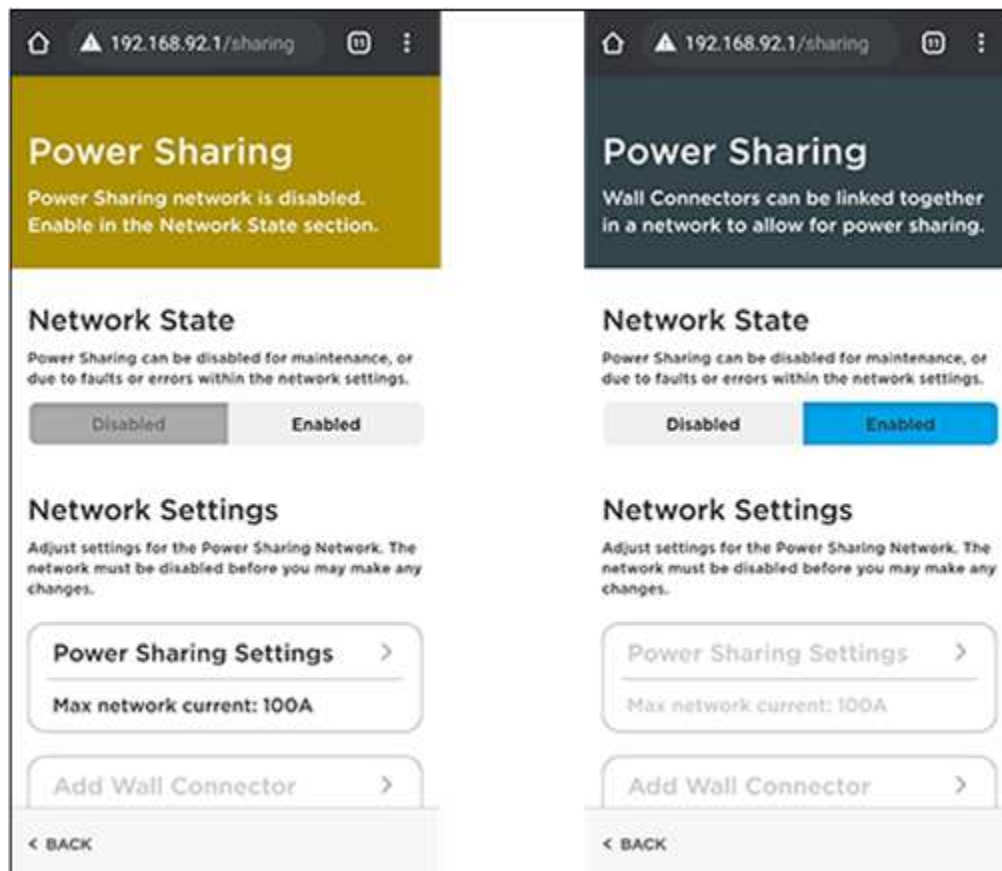 192.168.92.1/sharing
11
Power Sharing
Power Sharing network is disabled.
Enable in the Network State section.
Network State
Power Sharing can be disabled for maintenance, or
due to faults or errors within the network settings.
Disabled
Enabled
Network Settings
Adjust settings for the Power Sharing Network. The
network must be disabled before you may make any
changes.
Power Sharing Settings
Max network current: 100A
Add Wall Connector
< BACK
192.168.92.1/sharing
11
Power Sharing
Wall Connectors can be linked together
in a network to allow for power sharing.
Network State
Power Sharing can be disabled for maintenance, or
due to faults or errors within the network settings.
Disabled
Enabled
Network Settings
Adjust settings for the Power Sharing Network. The
network must be disabled before you may make any
changes.
Power Sharing Settings
Max network current: 100A
Add Wall Connector
< BACK